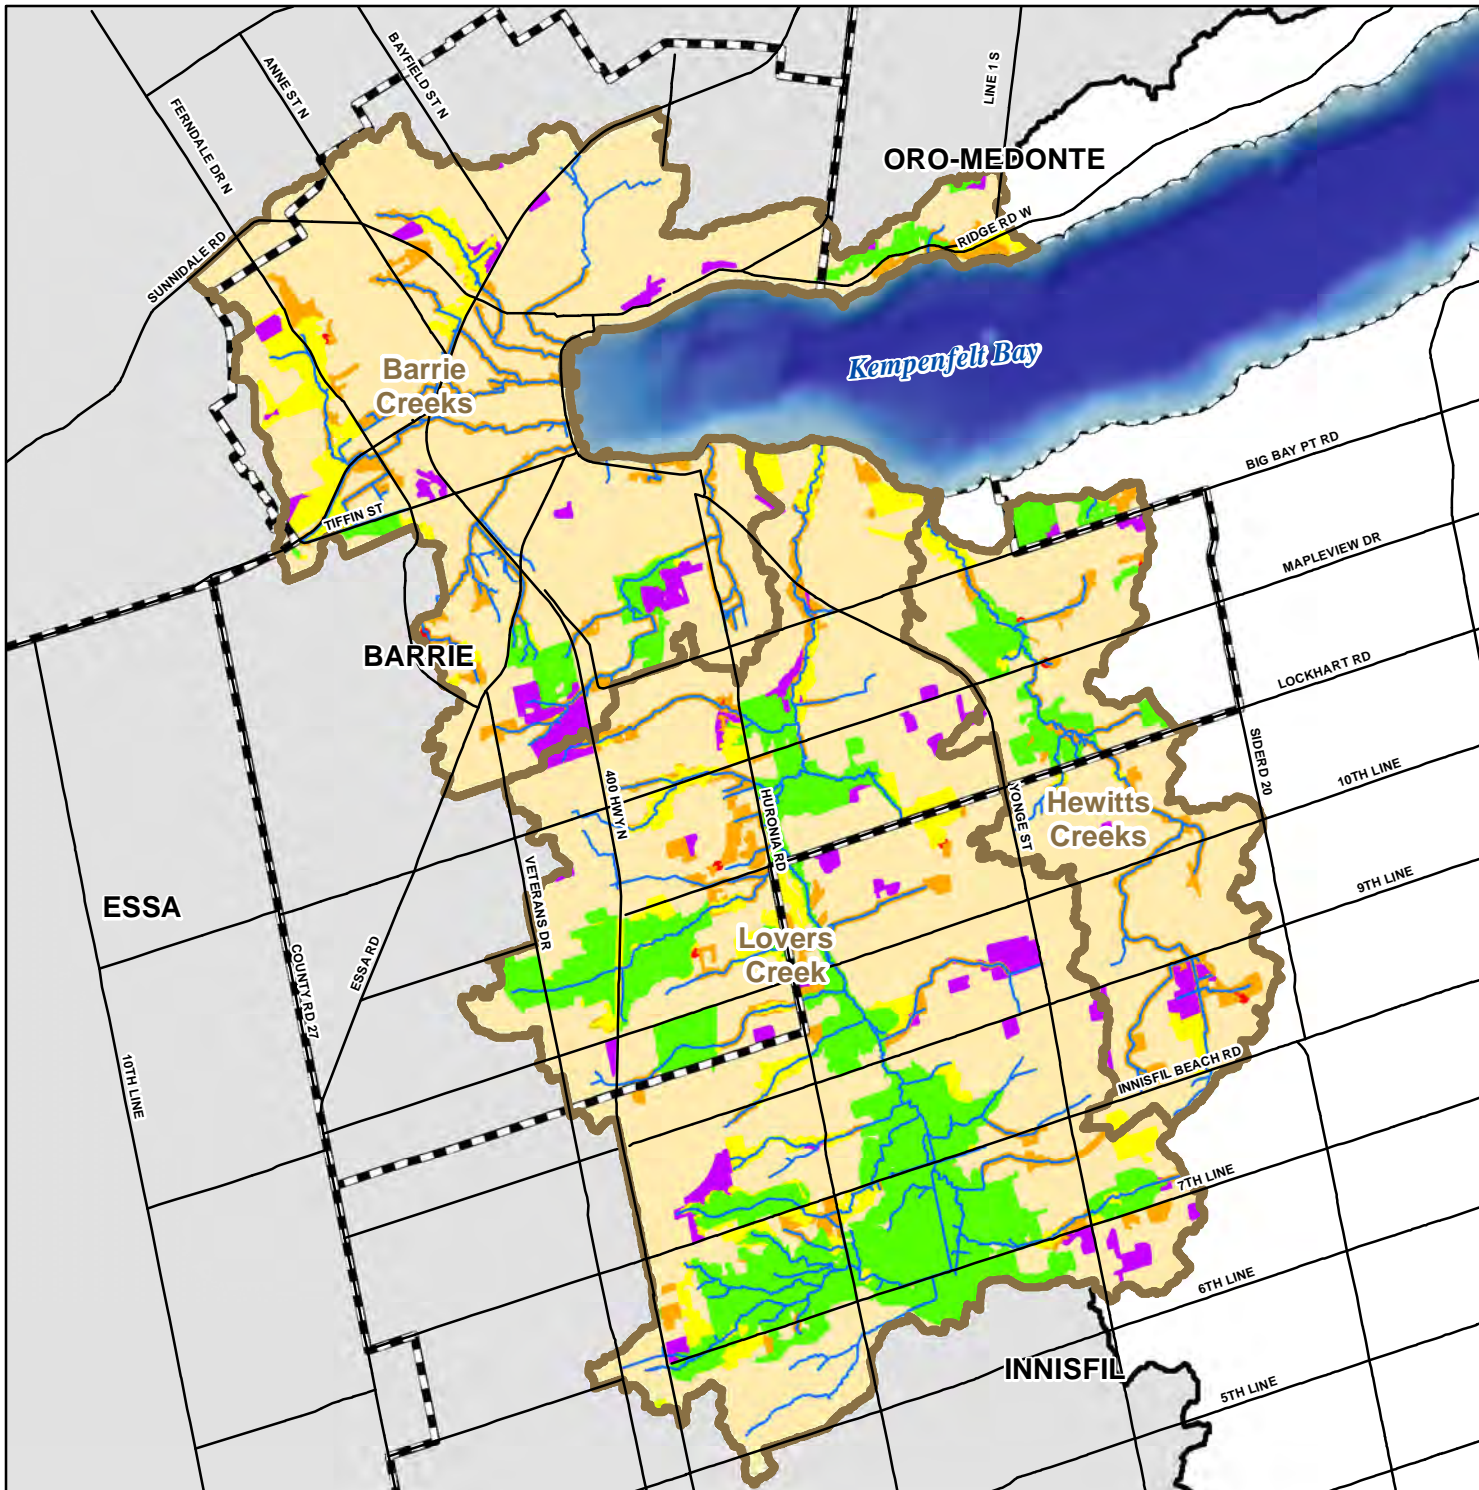 BAYFIELD ST N
ANNE ST N
FERNDALE DR N
LINE 1 S
ORO-MEDONTE
RIDGE RD W
SUNNIDALE RD
Kempenfelt Bay
Barrie
Creeks
BIG BAY PT RD
TIFFIN ST
MAPLEVIEW DR
BARRIE
LOCKHART RD
SIDERD 20
10TH LINE
400 HWY N
HURONIA RD
YONGE ST
Hewitts
Creeks
VETERANS DR
9TH LINE
ESSA
Lovers
Creek
ESSA RD
COUNTY RD 27
10TH LINE
INNISFIL BEACH RD
7TH LINE
6TH LINE
INNISFIL
5TH LINE